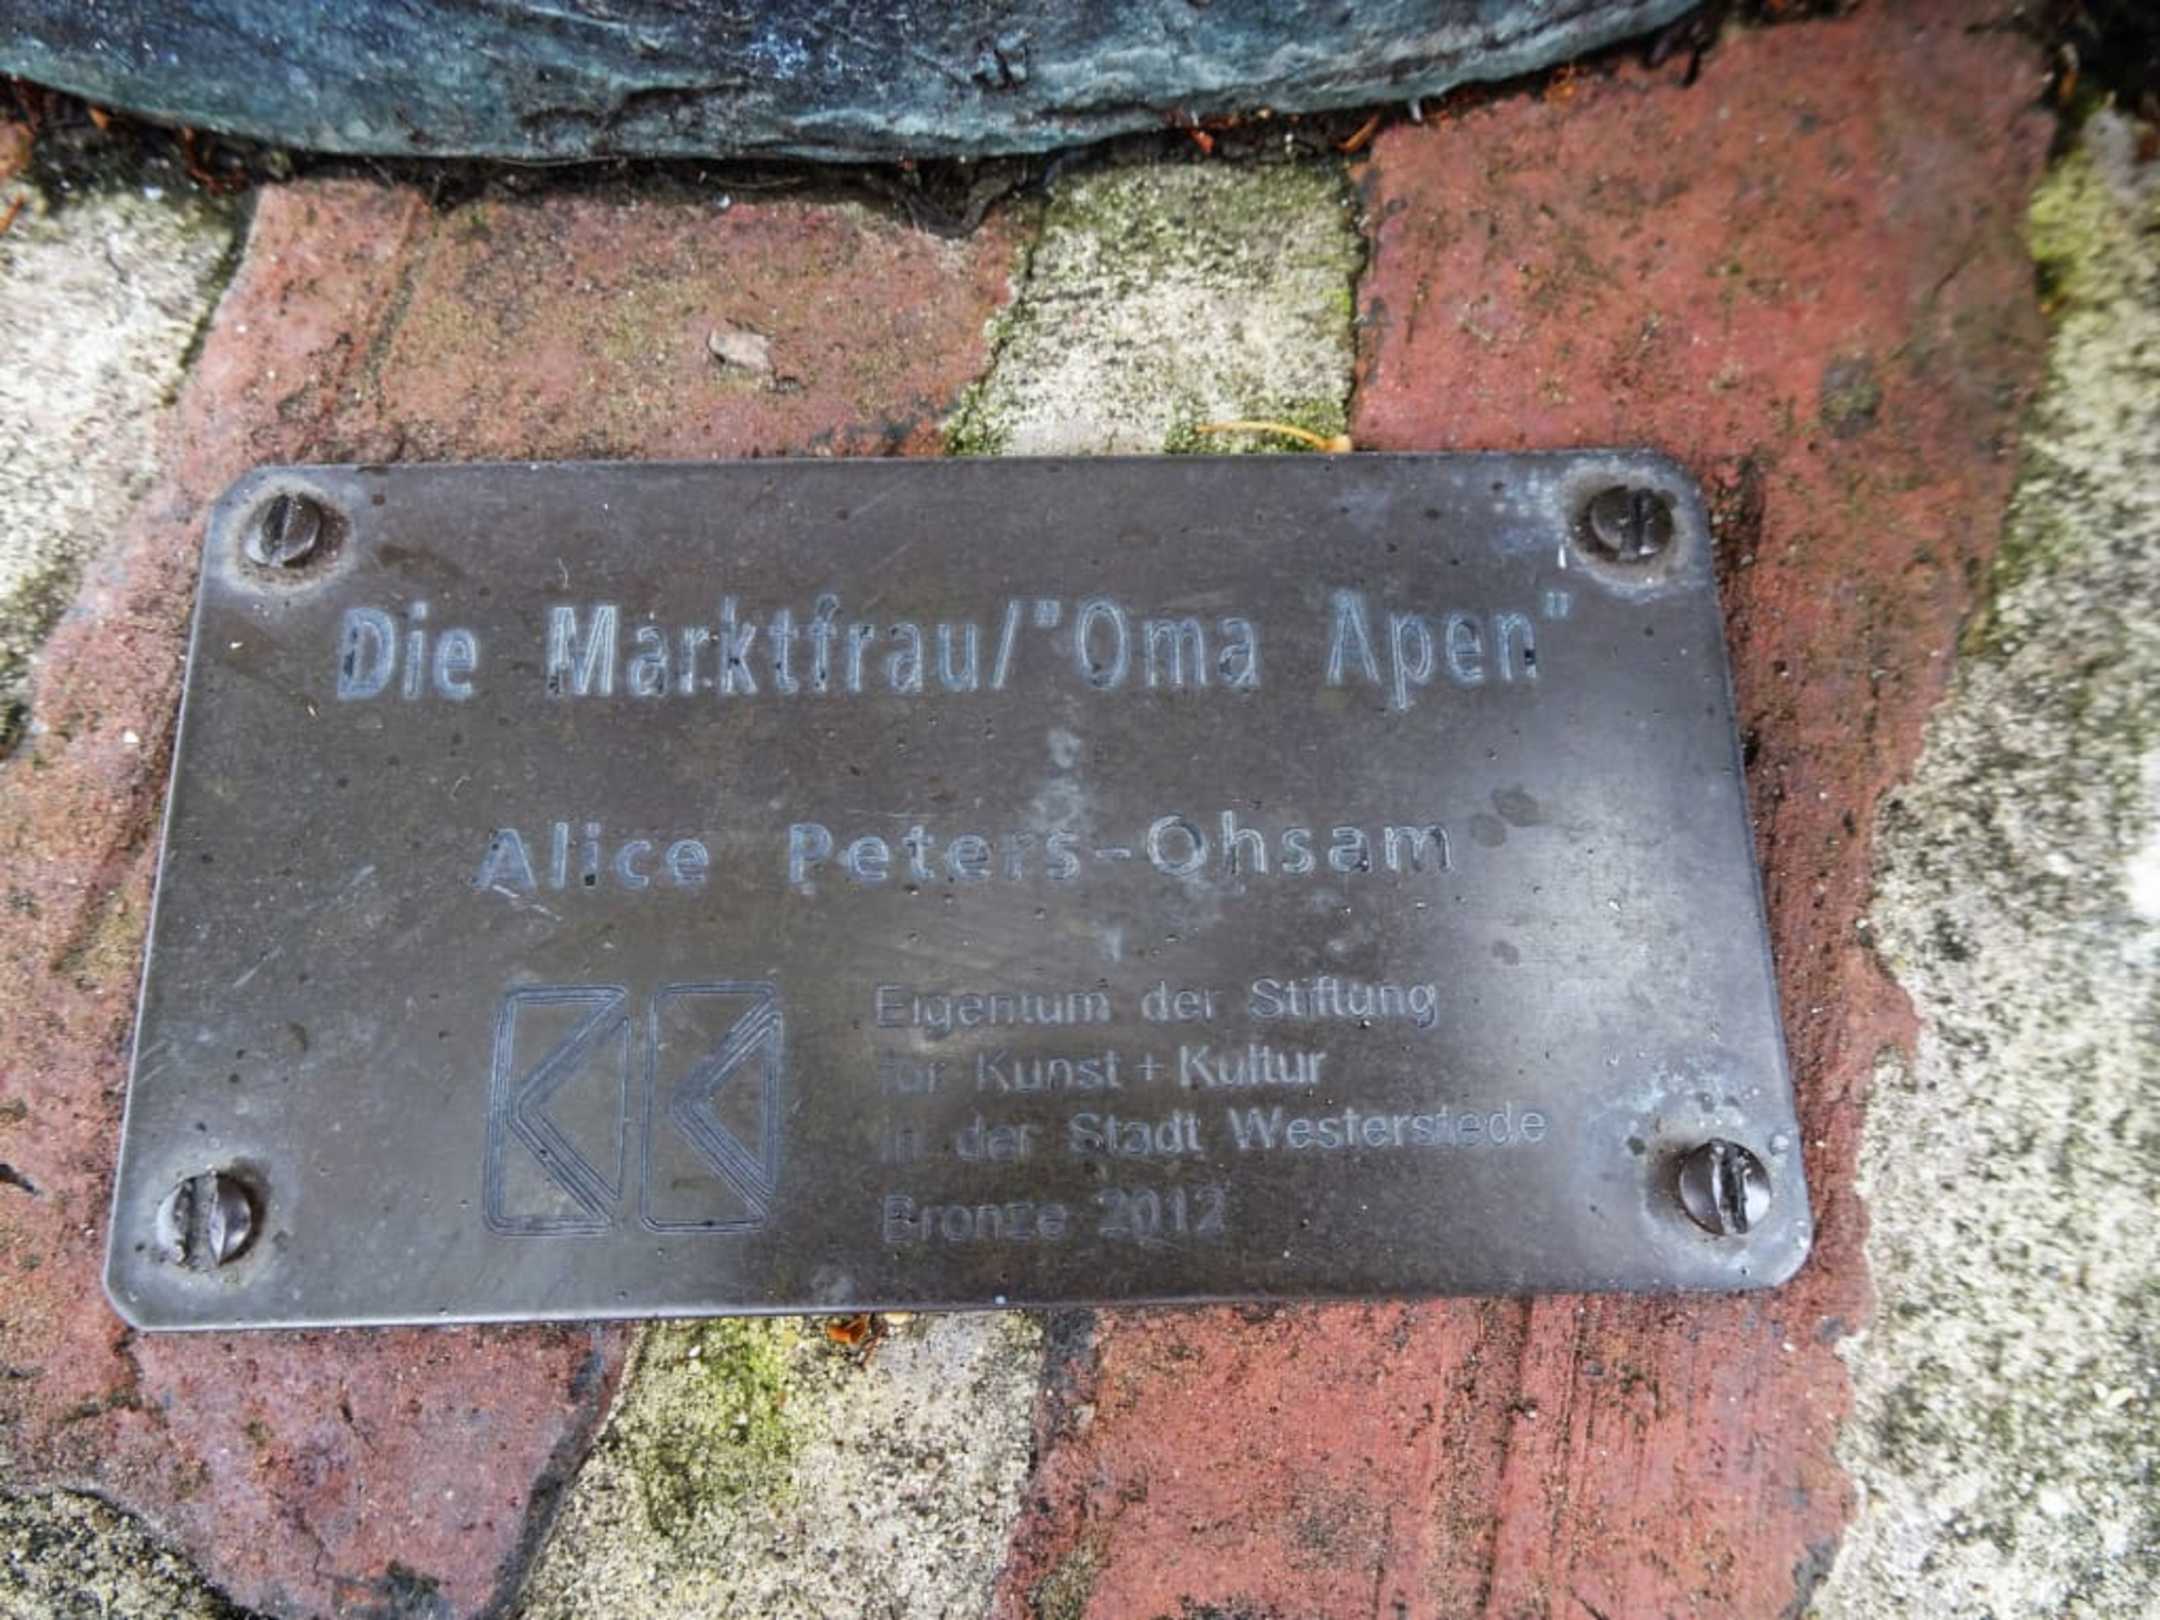 Die Marktfrau/"Oma Apen"
Alice Peters-Ohsam
Eigentum der Stiftung
für Kunst + Kultur
in der Stadt Westerstede
Bronze 2012